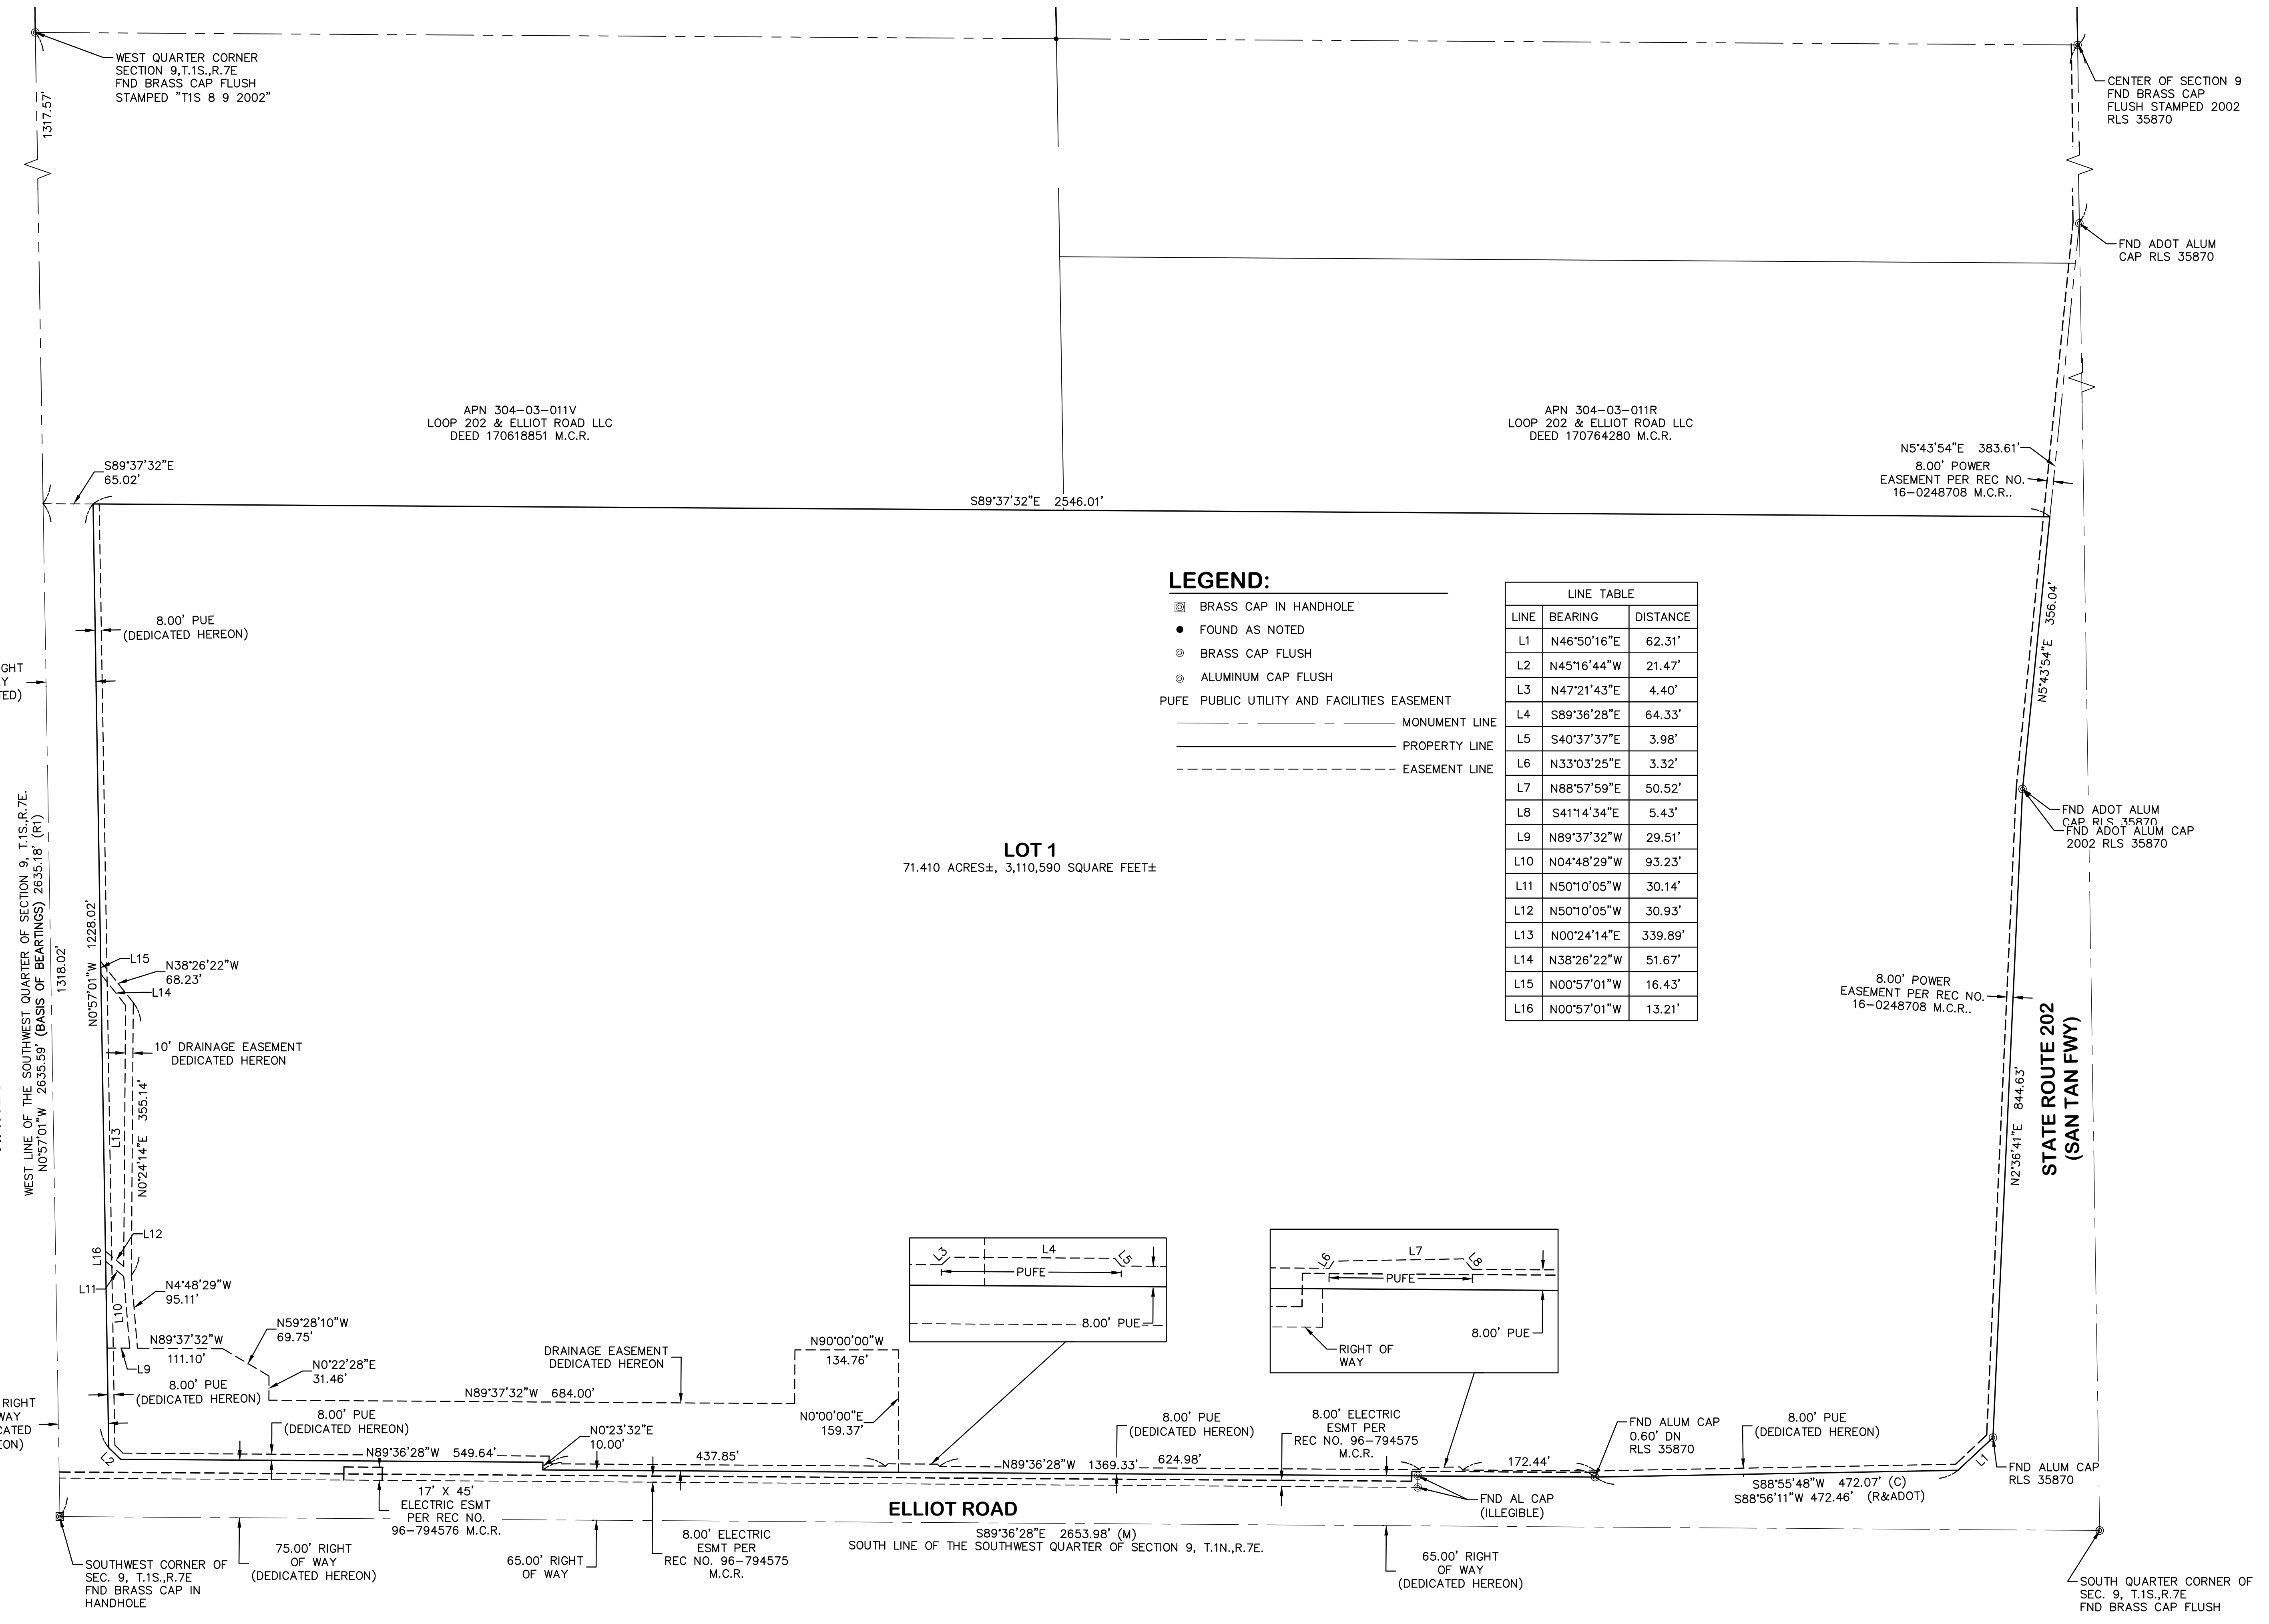 WEST QUARTER CORNER
SECTION 9,T.1S.,R.7E
FND BRASS CAP FLUSH
STAMPED "T1S 8 9 2002"
1317.57'
CENTER OF SECTION 9
FND BRASS CAP
FLUSH STAMPED 2002
RLS 35870
FND ADOT ALUM
CAP RLS 35870
APN 304-03-011V
LOOP 202 & ELLIOT ROAD LLC
DEED 170618851 M.C.R.
APN 304-03-011R
LOOP 202 & ELLIOT ROAD LLC
DEED 170764280 M.C.R.
N5°43'54"E 383.61'
8.00' POWER
EASEMENT PER REC NO.
16-0248708 M.C.R..
S89°37'32"E
65.02'
S89°37'32"E 2546.01'
8.00' PUE
(DEDICATED HEREON)
GHT
Y
TED)
LEGEND:
BRASS CAP IN HANDHOLE
FOUND AS NOTED
BRASS CAP FLUSH
ALUMINUM CAP FLUSH
PUFE PUBLIC UTILITY AND FACILITIES EASEMENT
MONUMENT LINE
PROPERTY LINE
EASEMENT LINE
LINE TABLE
LINE BEARING DISTANCE
L1 N46°50'16"E 62.31'
L2 N45°16'44"W 21.47'
L3 N47°21'43"E 4.40'
L4 S89°36'28"E 64.33'
L5 S40°37'37"E 3.98'
L6 N33°03'25"E 3.32'
L7 N88°57'59"E 50.52'
L8 S41°14'34"E 5.43'
L9 N89°37'32"W 29.51'
L10 N04°48'29"W 93.23'
L11 N50°10'05"W 30.14'
L12 N50°10'05"W 30.93'
L13 N00°24'14"E 339.89'
L14 N38°26'22"W 51.67'
L15 N00°57'01"W 16.43'
L16 N00°57'01"W 13.21'
N5°43'54"E 356.04'
FND ADOT ALUM
CAP RLS 35870
FND ADOT ALUM CAP
2002 RLS 35870
LOT 1
71.410 ACRES±, 3,110,590 SQUARE FEET±
WEST LINE OF THE SOUTHWEST QUARTER OF SECTION 9, T.1S.,R.7E.
N0°57'01"W 2635.59' (BASIS OF BEARTINGS) 2635.18' (R1)
1318.02'
N0°57'01"W 1228.02'
L15
N38°26'22"W
68.23'
L14
10' DRAINAGE EASEMENT
DEDICATED HEREON
L13
N0°24'14"E 355.14'
8.00' POWER
EASEMENT PER REC NO.
16-0248708 M.C.R..
STATE ROUTE 202
(SAN TAN FWY)
N2°36'41"E 844.63'
L12
L16
L11
L10
N4°48'29"W
95.11'
N89°37'32"W
111.10'
L9
N59°28'10"W
69.75'
N0°22'28"E
31.46'
8.00' PUE
(DEDICATED HEREON)
N89°37'32"W 684.00'
DRAINAGE EASEMENT
DEDICATED HEREON
N90°00'00"W
134.76'
N0°00'00"E
159.37'
L3
L4
L5
PUFE
8.00' PUE
L6
L7
L8
PUFE
8.00' PUE
RIGHT OF
WAY
RIGHT
WAY
CATED
ON)
L2
8.00' PUE
(DEDICATED HEREON)
N89°36'28"W 549.64'
N0°23'32"E
10.00'
437.85'
N89°36'28"W 1369.33'
624.98'
8.00' PUE
(DEDICATED HEREON)
8.00' ELECTRIC
ESMT PER
REC NO. 96-794575
M.C.R.
172.44'
FND ALUM CAP
0.60' DN
RLS 35870
8.00' PUE
(DEDICATED HEREON)
L1
FND ALUM CAP
RLS 35870
S88°55'48"W 472.07' (C)
S88°56'11"W 472.46' (R&ADOT)
17' X 45'
ELECTRIC ESMT
PER REC NO.
96-794576 M.C.R.
FND AL CAP
(ILLEGIBLE)
ELLIOT ROAD
S89°36'28"E 2653.98' (M)
SOUTH LINE OF THE SOUTHWEST QUARTER OF SECTION 9, T.1N.,R.7E.
SOUTHWEST CORNER OF
SEC. 9, T.1S.,R.7E
FND BRASS CAP IN
HANDHOLE
75.00' RIGHT
OF WAY
(DEDICATED HEREON)
65.00' RIGHT
OF WAY
8.00' ELECTRIC
ESMT PER
REC NO. 96-794575
M.C.R.
65.00' RIGHT
OF WAY
(DEDICATED HEREON)
SOUTH QUARTER CORNER OF
SEC. 9, T.1S.,R.7E
FND BRASS CAP FLUSH